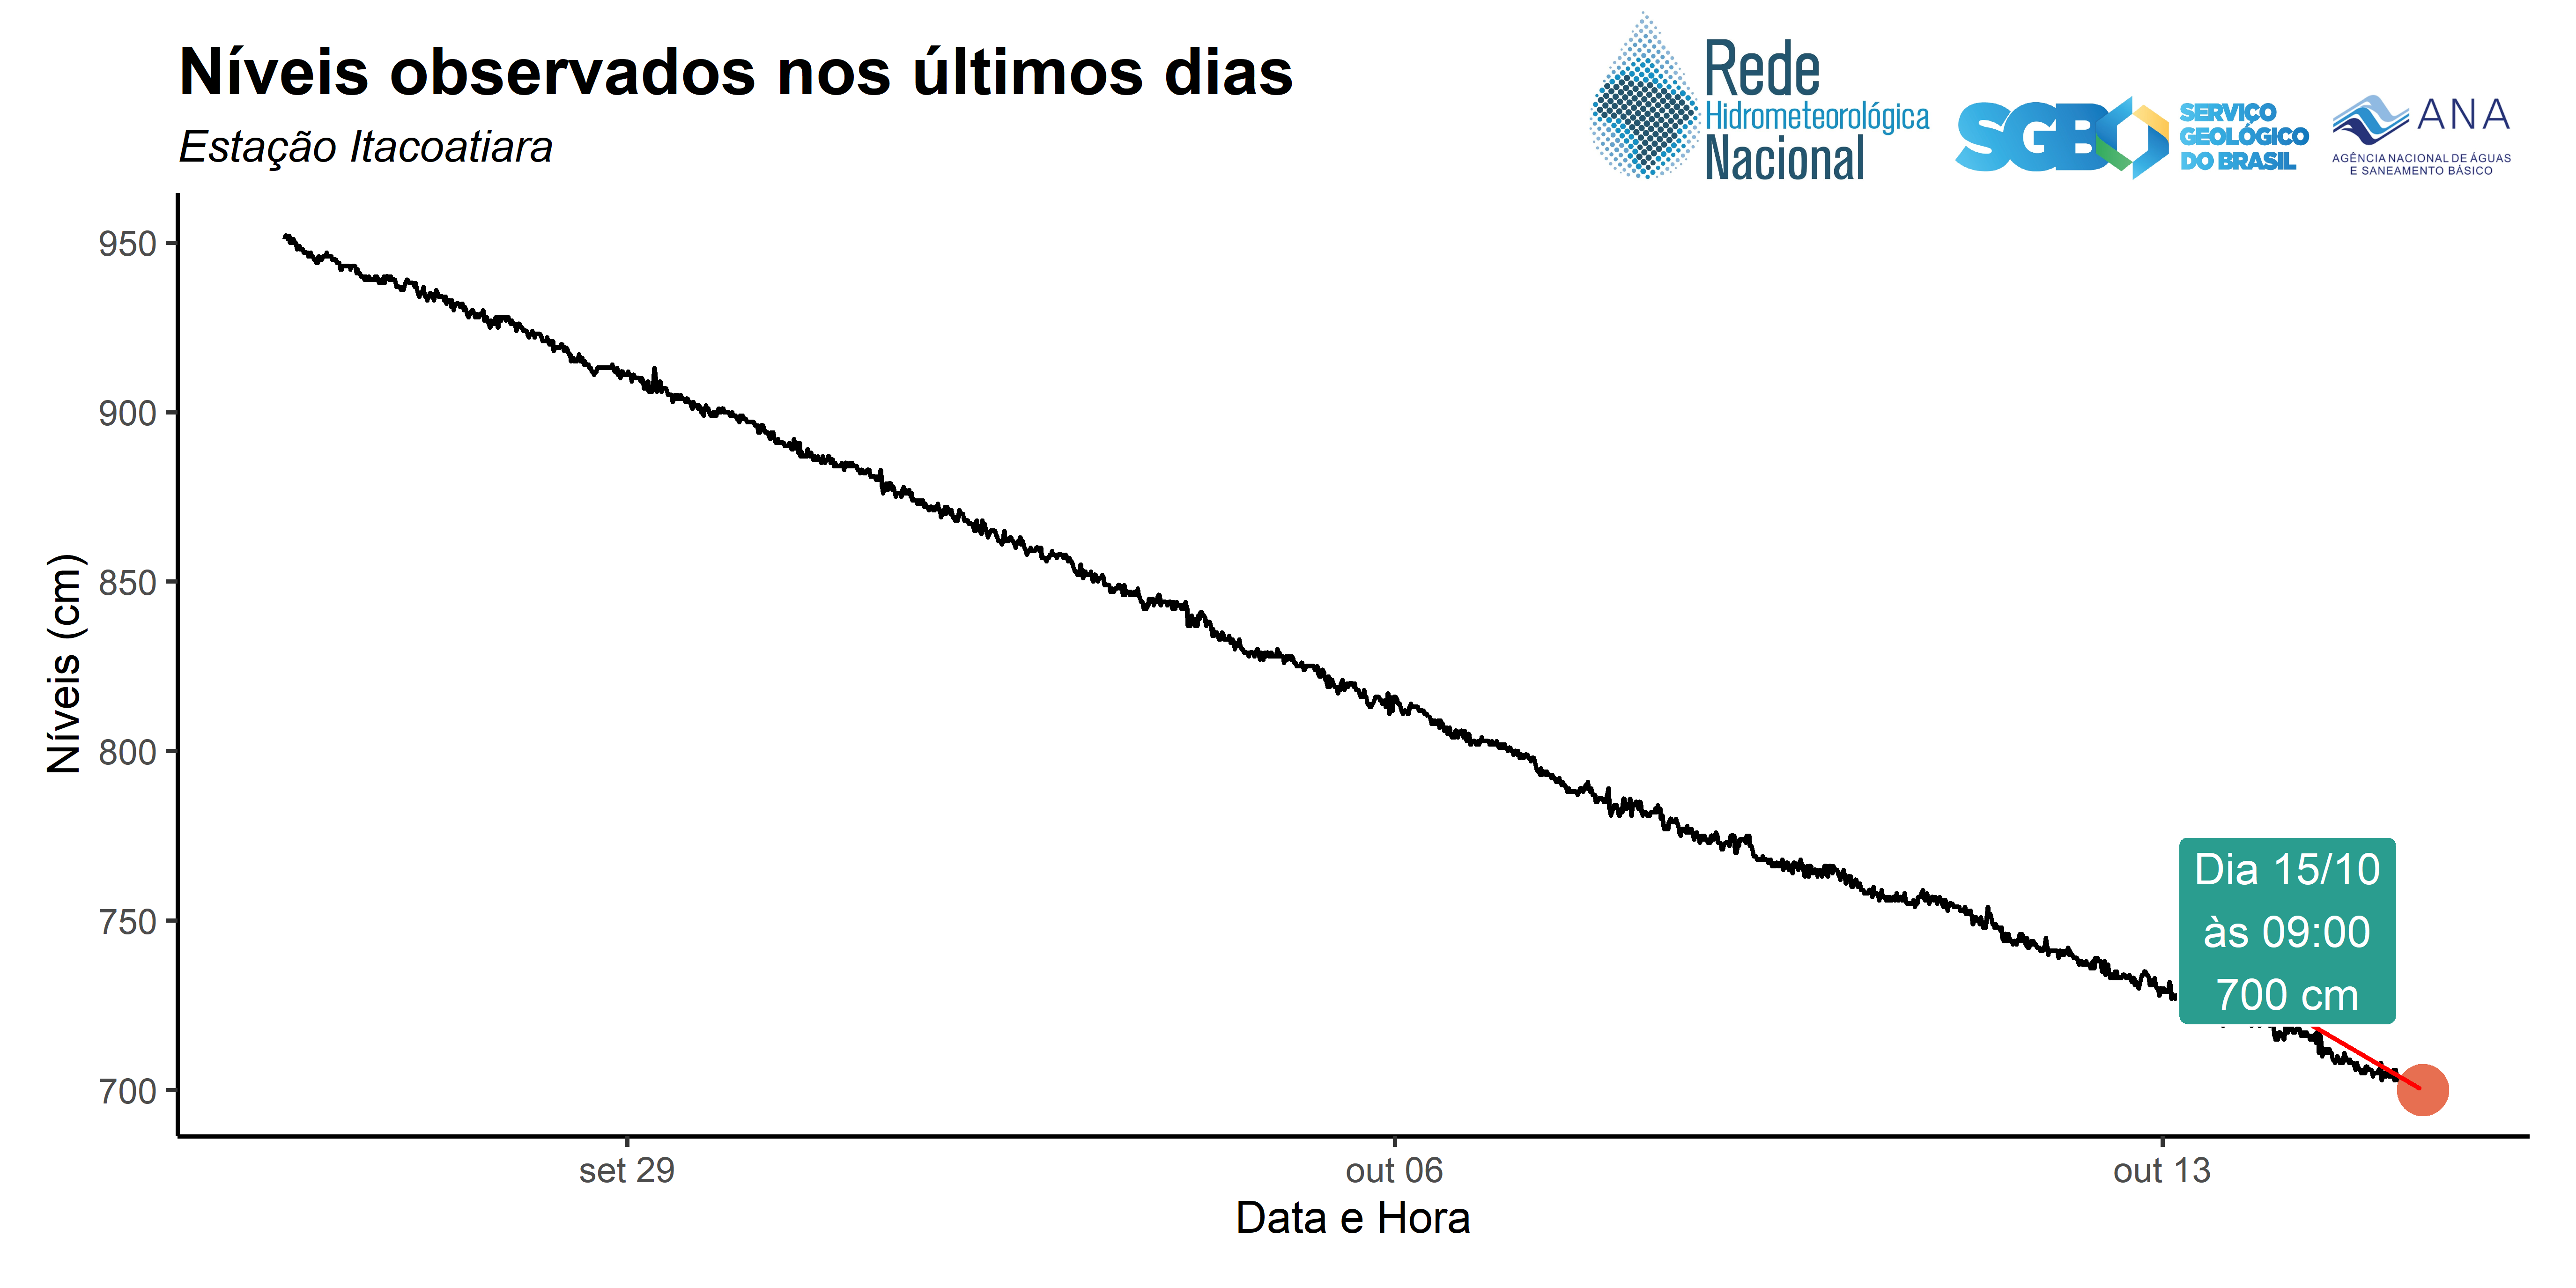 Níveis observados nos últimos dias
Estação Itacoatiara
Rede
Hidrometeorológica
Nacional
SGB
SERVIÇO
GEOLÓGICO
DO BRASIL
ANA
AGÊNCIA NACIONAL DE ÁGUAS
E SANEAMENTO BÁSICO
Níveis (cm)
950
900
850
800
750
700
Dia 15/10
às 09:00
700 cm
set 29
out 06
out 13
Data e Hora